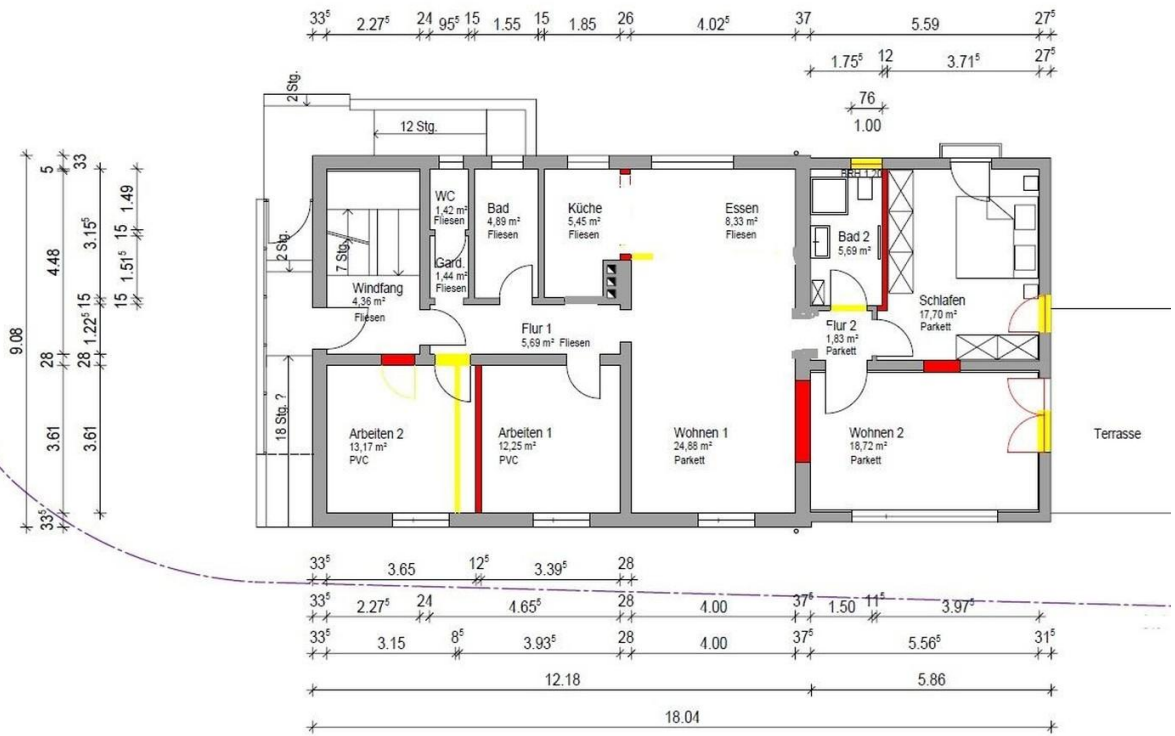 33⁵ 2.27⁵ 24 95⁵ 15 1.55 15 1.85 26 4.02⁵ 37 5.59 27⁵
1.75⁵ 12 3.71⁵ 27⁵
76
1.00
2 Stg.
12 Stg.
BRH 1,20
WC
1,42 m²
Fliesen
Bad
4,89 m²
Fliesen
Küche
5,45 m²
Fliesen
Essen
8,33 m²
Fliesen
Bad 2
5,69 m²
2 Stg.
7 Stg.
Gard.
1,44 m²
Fliesen
Windfang
4,36 m²
Fliesen
Schlafen
17,70 m²
Parkett
Flur 1
5,69 m² Fliesen
Flur 2
1,83 m²
Parkett
18 Stg. ?
Arbeiten 2
13,17 m²
PVC
Arbeiten 1
12,25 m²
PVC
Wohnen 1
24,88 m²
Parkett
Wohnen 2
18,72 m²
Parkett
Terrasse
9.08
5 4.48 28 3.61 33⁵
33 3.15⁵ 15 1.22⁵ 28 3.61
1.49 15 1.51⁵ 15
33⁵ 3.65 12⁵ 3.39⁵ 28
33⁵ 2.27⁵ 24 4.65⁵ 28 4.00 37⁵ 1.50 11⁵ 3.97⁵
33⁵ 3.15 8⁵ 3.93⁵ 28 4.00 37⁵ 5.56⁵ 31⁵
12.18 5.86
18.04